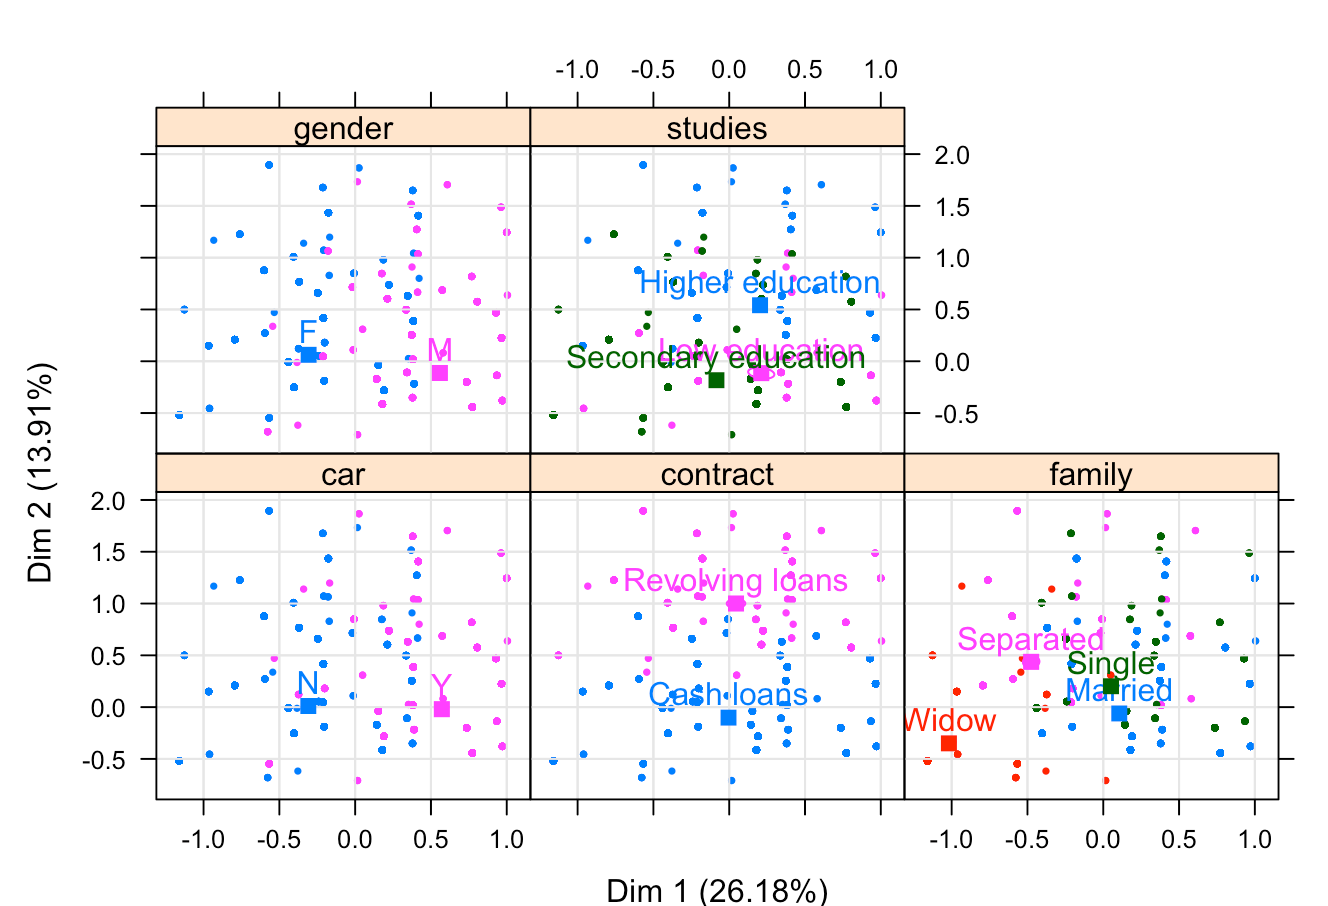 -1.0 -0.5 0.0 0.5 1.0
gender studies
2.0
1.5
1.0
0.5
0.0
-0.5
Higher education
F
M
Low education
Secondary education
Dim 2 (13.91%)
car contract family
2.0
1.5
1.0
0.5
0.0
-0.5
Revolving loans
Separated
Single
N
Y
Cash loans
Married
Widow
-1.0 -0.5 0.0 0.5 1.0 -1.0 -0.5 0.0 0.5 1.0
Dim 1 (26.18%)